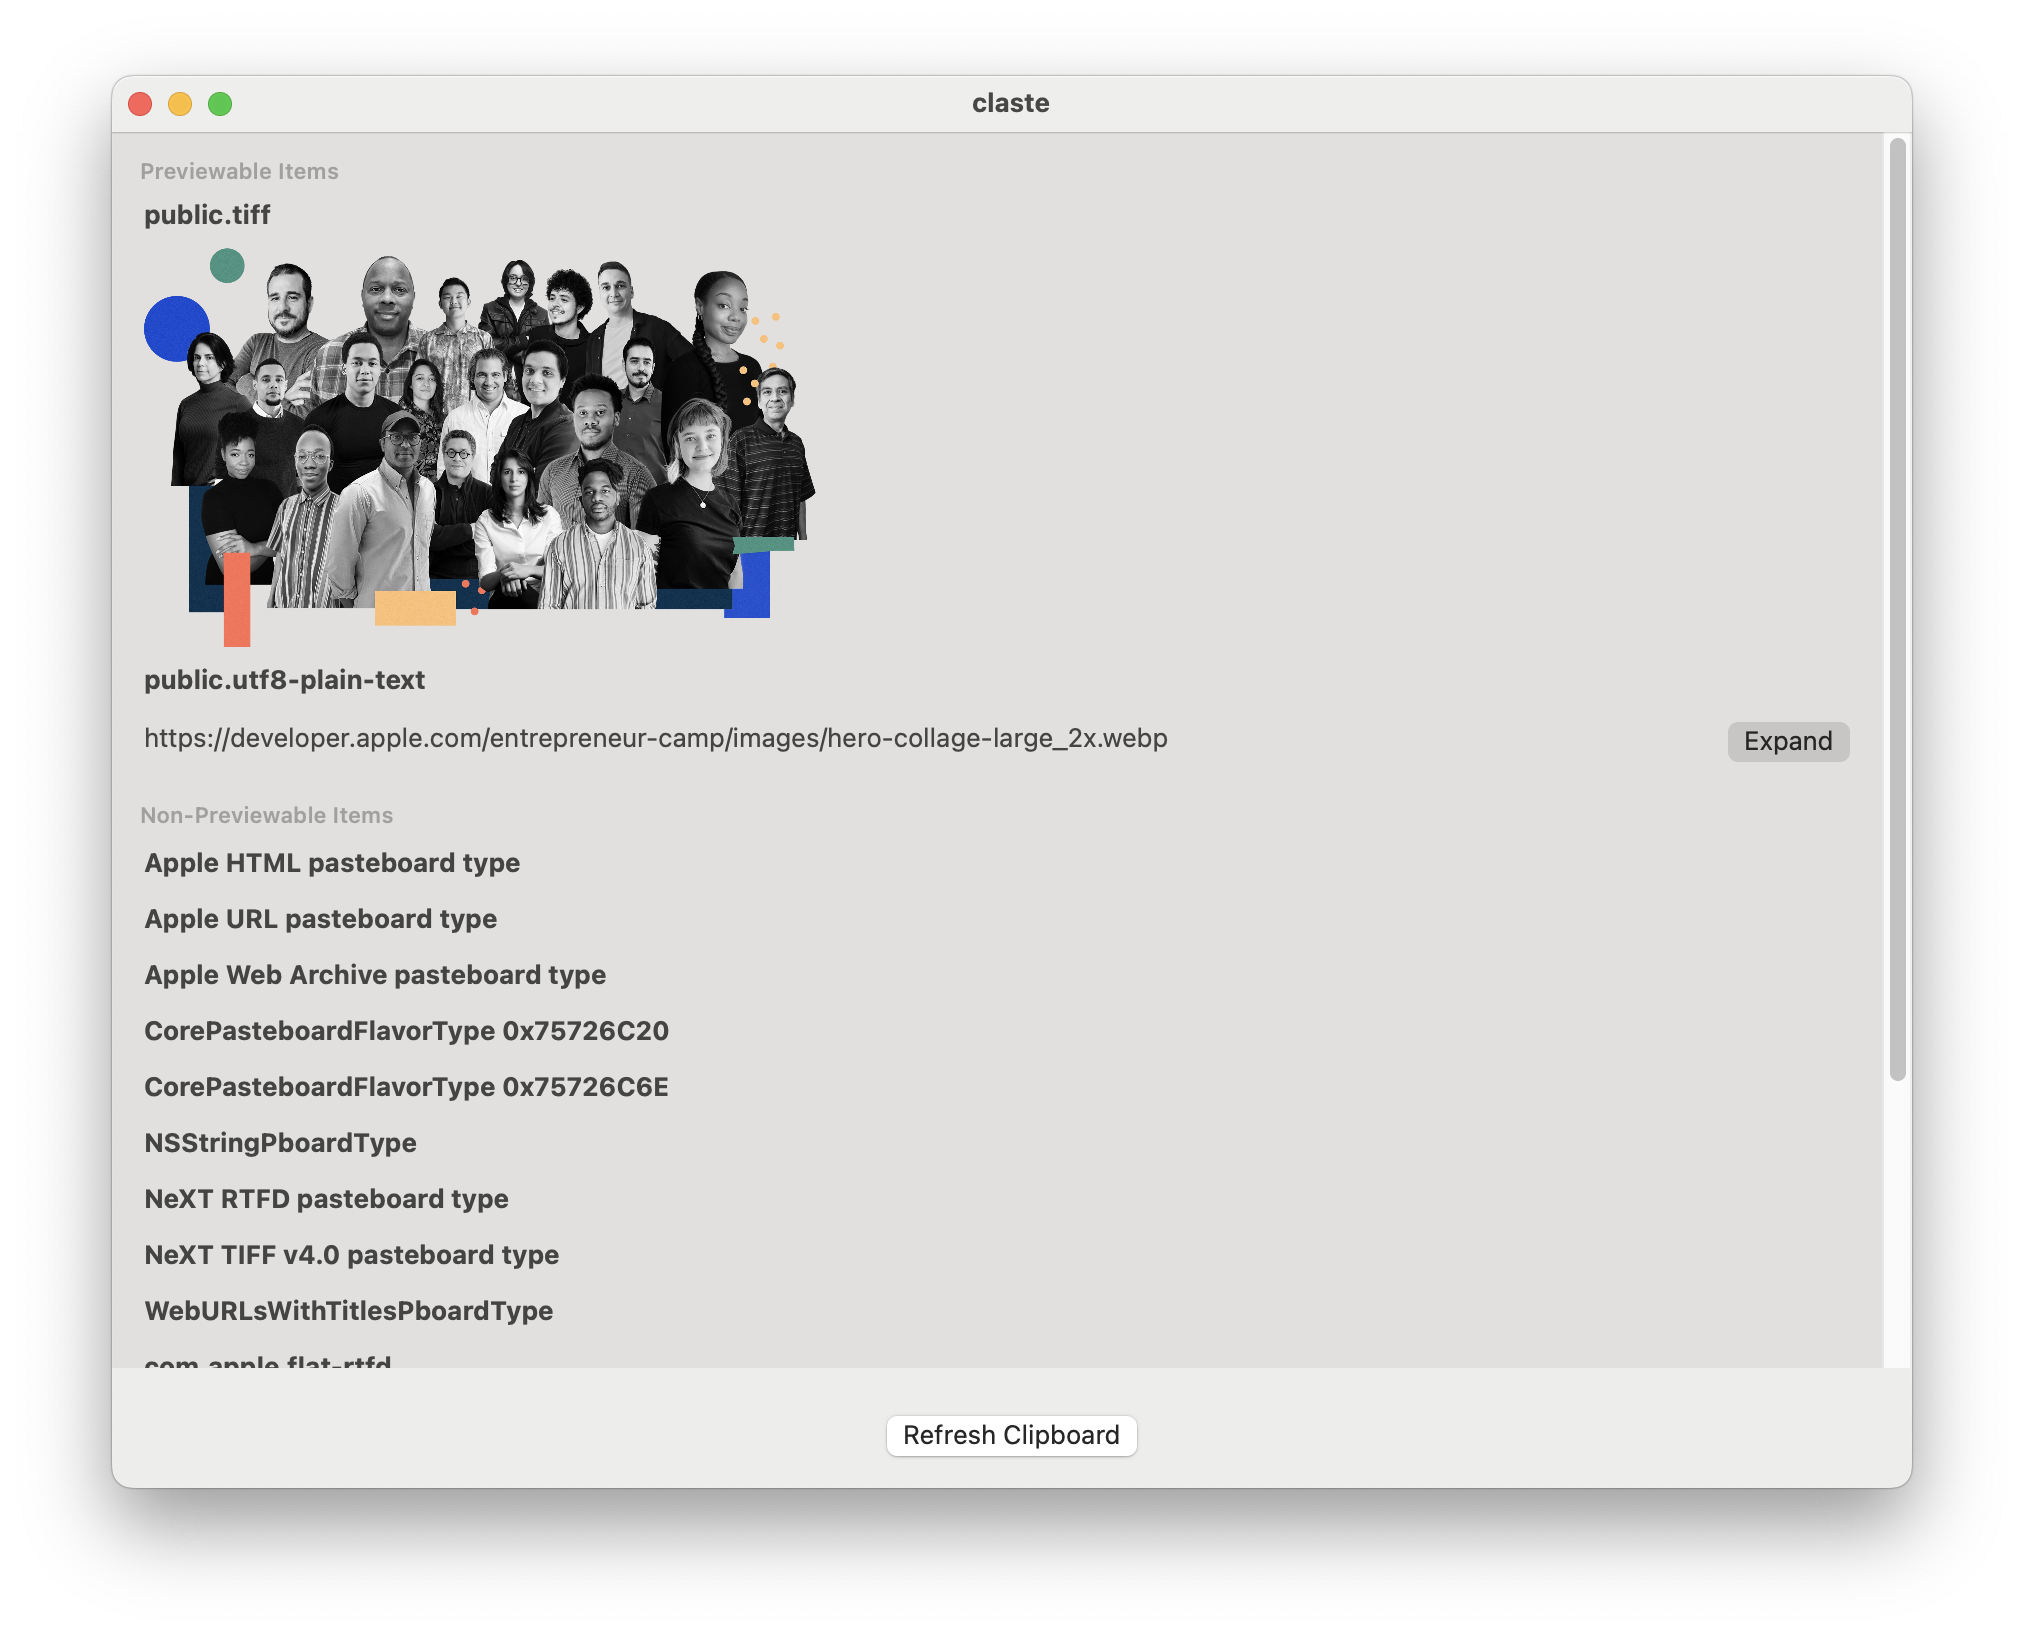 claste
Previewable Items
public.tiff
public.utf8-plain-text
https://developer.apple.com/entrepreneur-camp/images/hero-collage-large_2x.webp
Expand
Non-Previewable Items
Apple HTML pasteboard type
Apple URL pasteboard type
Apple Web Archive pasteboard type
CorePasteboardFlavorType 0x75726C20
CorePasteboardFlavorType 0x75726C6E
NSStringPboardType
NeXT RTFD pasteboard type
NeXT TIFF v4.0 pasteboard type
WebURLsWithTitlesPboardType
com.apple.flat-rtfd
Refresh Clipboard